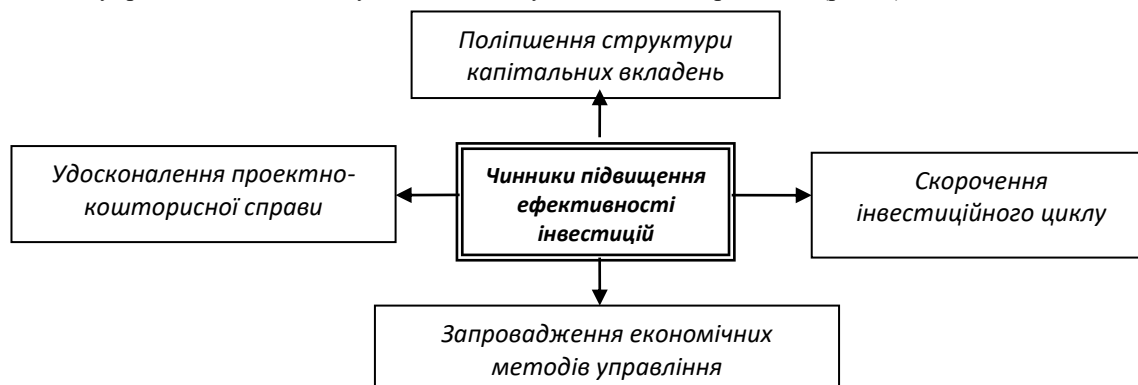 Поліпшення структури
капітальних вкладень
Удосконалення проектно-
кошторисної справи
Чинники підвищення
ефективності
інвестицій
Скорочення
інвестиційного циклу
Запровадження економічних
методів управління